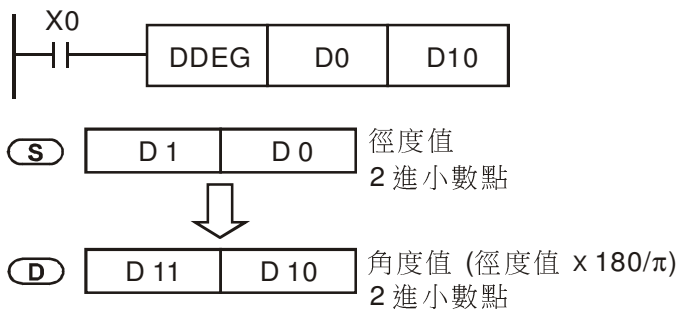 X0
DDEG D0 D10
S D 1 D 0 徑度值
2 進小數點
D D 11 D 10 角度值 (徑度值 x 180/π)
2 進小數點